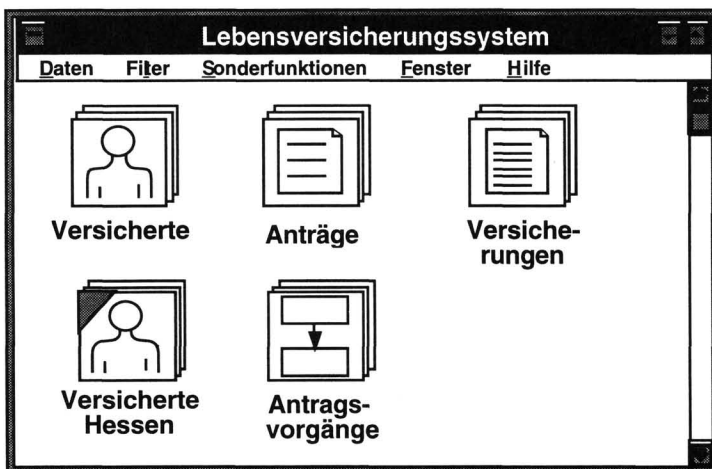 Lebensversicherungssystem
Daten Filter Sonderfunktionen Fenster Hilfe
Versicherte
Anträge
Versiche-
rungen
Versicherte
Hessen
Antrags-
vorgänge